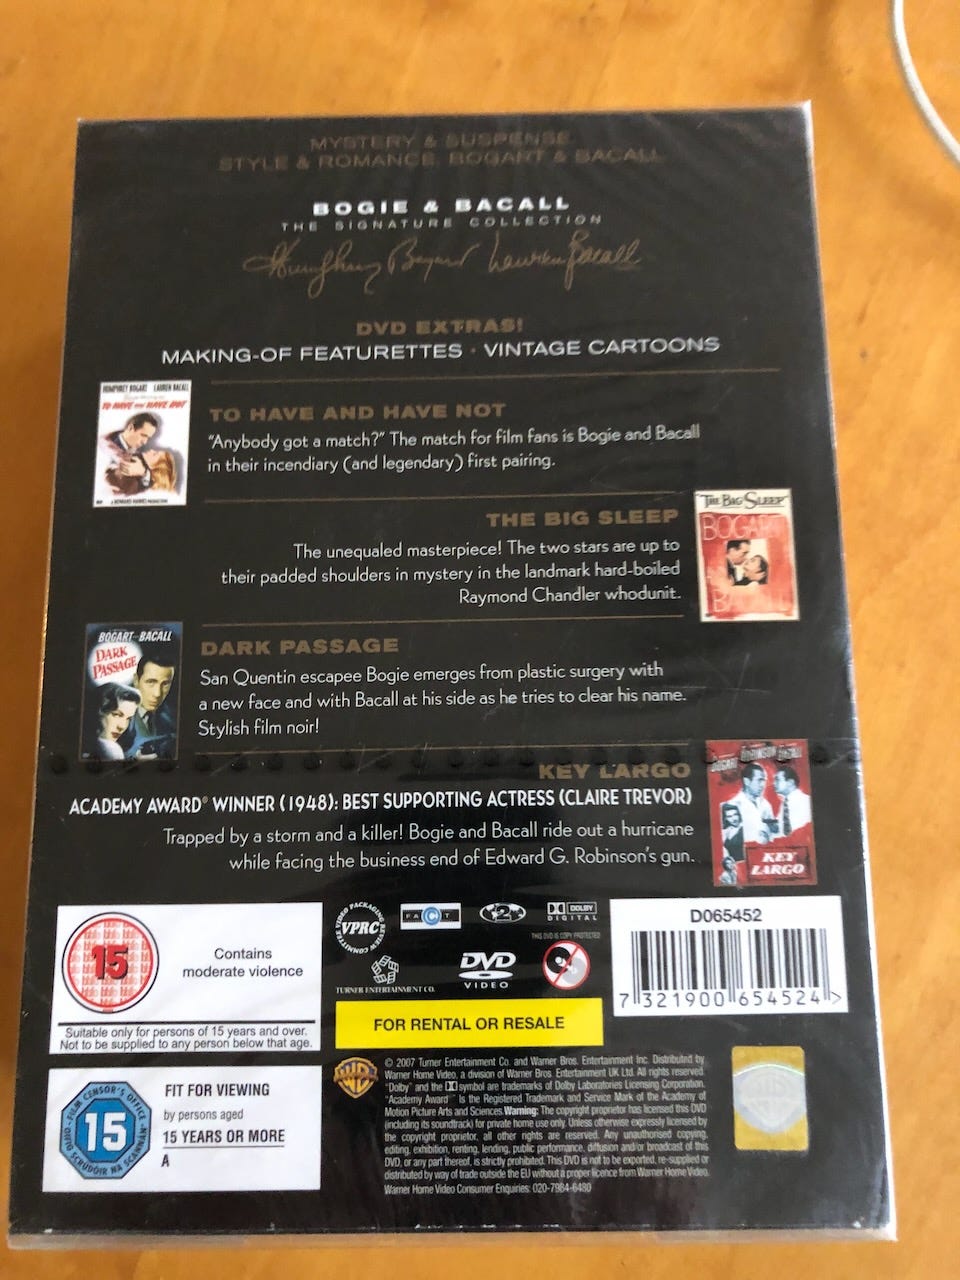 MYSTERY & SUSPENSE.
STYLE & ROMANCE. BOGART & BACALL
BOGIE & BACALL
THE SIGNATURE COLLECTION
Humphrey Bogart Lauren Bacall
DVD EXTRAS!
MAKING-OF FEATURETTES · VINTAGE CARTOONS
HUMPHREY BOGART LAUREN BACALL
TO HAVE AND HAVE NOT
A HOWARD HAWKS PRODUCTION
TO HAVE AND HAVE NOT
"Anybody got a match?" The match for film fans is Bogie and Bacall
in their incendiary (and legendary) first pairing.
THE BIG SLEEP
The unequaled masterpiece! The two stars are up to
their padded shoulders in mystery in the landmark hard-boiled
Raymond Chandler whodunit.
THE BIG SLEEP
BOGART
BOGART BACALL
DARK
PASSAGE
DARK PASSAGE
San Quentin escapee Bogie emerges from plastic surgery with
a new face and with Bacall at his side as he tries to clear his name.
Stylish film noir!
KEY LARGO
ACADEMY AWARD® WINNER (1948): BEST SUPPORTING ACTRESS (CLAIRE TREVOR)
Trapped by a storm and a killer! Bogie and Bacall ride out a hurricane
while facing the business end of Edward G. Robinson's gun.
BOGART ROBINSON BACALL
KEY
LARGO
15
Contains
moderate violence
Suitable only for persons of 15 years and over.
Not to be supplied to any person below that age.
VIDEO PACKAGING REVIEW COMMITTEE
VPRC
FACT
2
DOLBY
DIGITAL
THIS DVD IS COPY PROTECTED
TURNER ENTERTAINMENT CO.
DVD
VIDEO
D065452
7 321900 654524 >
FOR RENTAL OR RESALE
FILM CENSOR'S OFFICE
OIFIG SCRÚDÓIR NA SCANNÁN
15
FIT FOR VIEWING
by persons aged
15 YEARS OR MORE
A
© 2007 Turner Entertainment Co. and Warner Bros. Entertainment Inc. Distributed by
Warner Home Video, a division of Warner Bros. Entertainment UK Ltd. All rights reserved.
"Dolby" and the DD symbol are trademarks of Dolby Laboratories Licensing Corporation.
"Academy Award" Is the Registered Trademark and Service Mark of the Academy of
Motion Picture Arts and Sciences. Warning: The copyright proprietor has licensed this DVD
(including its soundtrack) for private home use only. Unless otherwise expressly licensed by
the copyright proprietor, all other rights are reserved. Any unauthorised copying,
editing, exhibition, renting, lending, public performance, diffusion and/or broadcast of this
DVD, or any part thereof, is strictly prohibited. This DVD is not to be exported, re-supplied or
distributed by way of trade outside the EU without a proper licence from Warner Home Video.
Warner Home Video Consumer Enquiries: 020-7984-6480